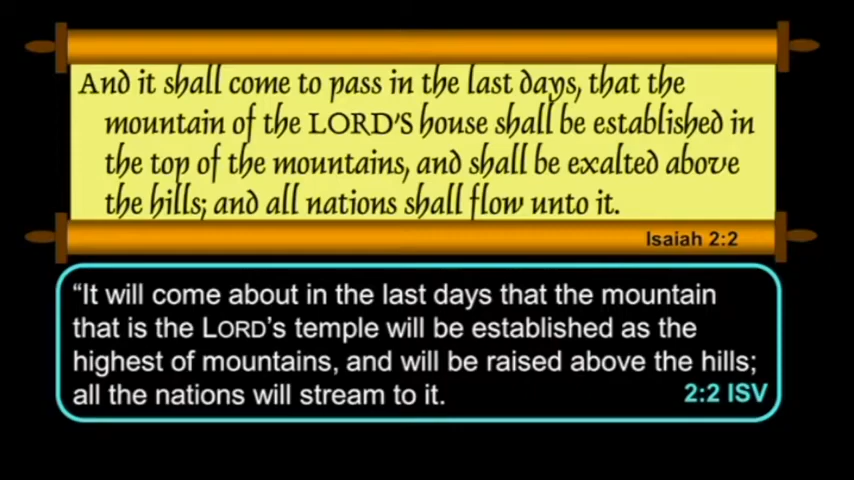 And it shall come to pass in the last days, that the
mountain of the LORD'S house shall be established in
the top of the mountains, and shall be exalted above
the hills; and all nations shall flow unto it.
Isaiah 2:2
“It will come about in the last days that the mountain
that is the LORD's temple will be established as the
highest of mountains, and will be raised above the hills;
all the nations will stream to it.
2:2 ISV